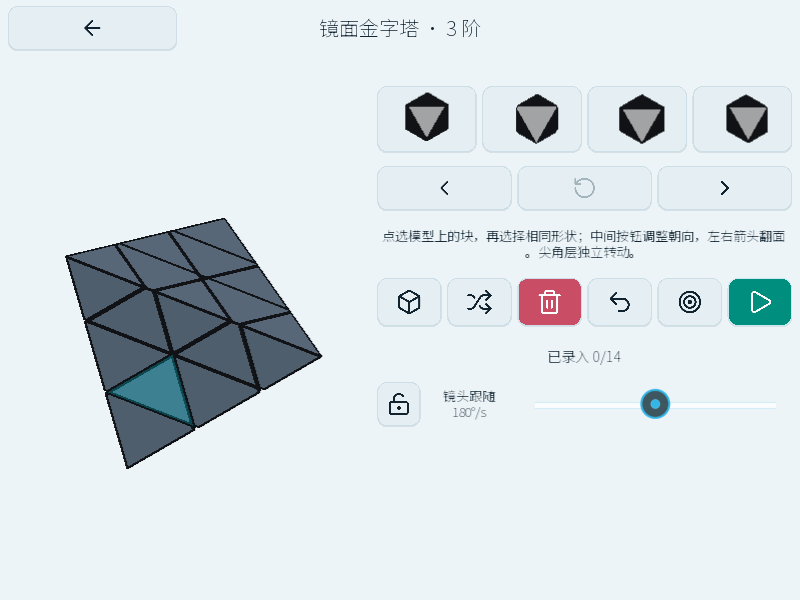 镜面金字塔 · 3 阶
点选模型上的块，再选择相同形状；中间按钮调整朝向，左右箭头翻面
。尖角层独立转动。
已录入 0/14
镜头跟随
180°/s